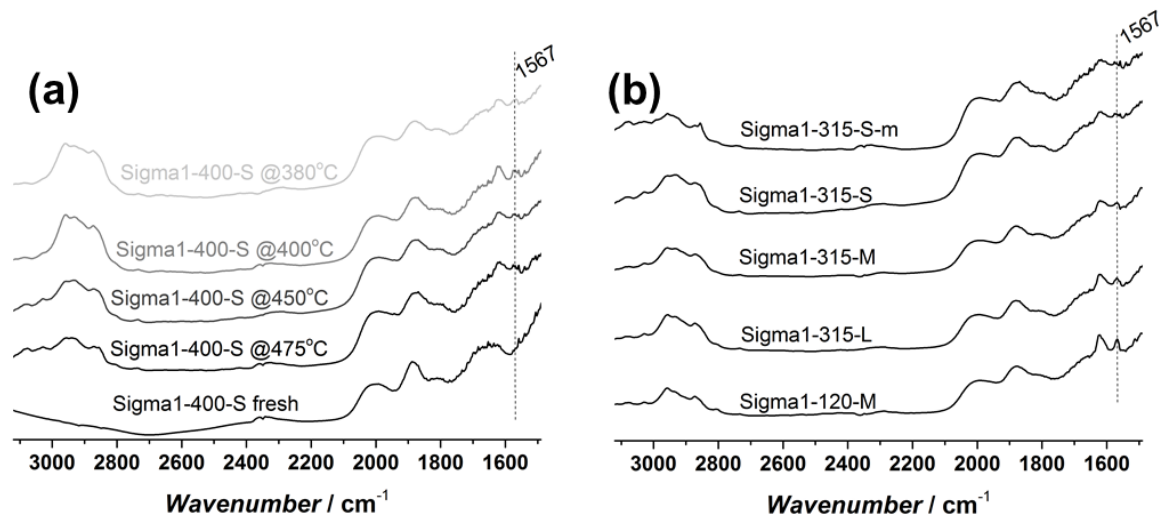 (a)
1567
Sigma1-400-S @380°C
Sigma1-400-S @400°C
Sigma1-400-S @450°C
Sigma1-400-S @475°C
Sigma1-400-S fresh
3000 2800 2600 2400 2200 2000 1800 1600
Wavenumber / cm⁻¹
(b)
1567
Sigma1-315-S-m
Sigma1-315-S
Sigma1-315-M
Sigma1-315-L
Sigma1-120-M
3000 2800 2600 2400 2200 2000 1800 1600
Wavenumber / cm⁻¹